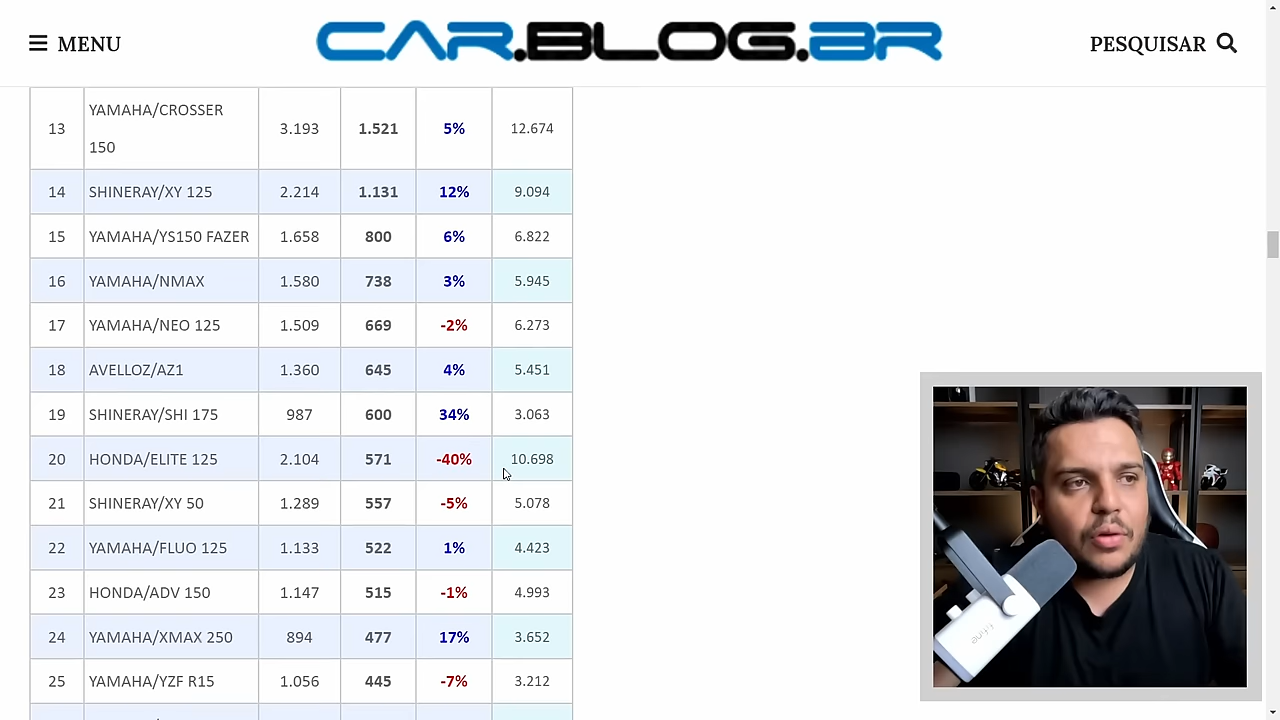 MENU
CAR.BLOG.BR
PESQUISAR
13 YAMAHA/CROSSER 150 3.193 1.521 5% 12.674
14 SHINERAY/XY 125 2.214 1.131 12% 9.094
15 YAMAHA/YS150 FAZER 1.658 800 6% 6.822
16 YAMAHA/NMAX 1.580 738 3% 5.945
17 YAMAHA/NEO 125 1.509 669 -2% 6.273
18 AVELLOZ/AZ1 1.360 645 4% 5.451
19 SHINERAY/SHI 175 987 600 34% 3.063
20 HONDA/ELITE 125 2.104 571 -40% 10.698
21 SHINERAY/XY 50 1.289 557 -5% 5.078
22 YAMAHA/FLUO 125 1.133 522 1% 4.423
23 HONDA/ADV 150 1.147 515 -1% 4.993
24 YAMAHA/XMAX 250 894 477 17% 3.652
25 YAMAHA/YZF R15 1.056 445 -7% 3.212